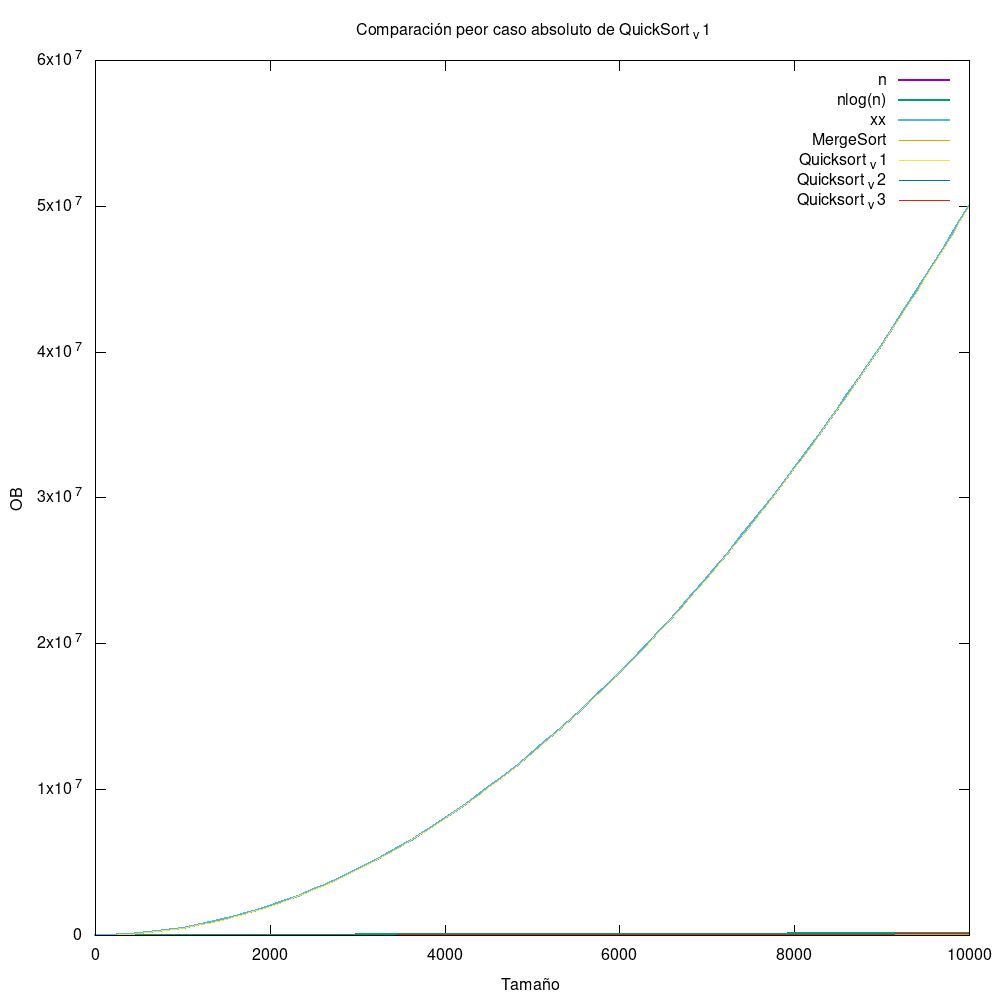 Comparación peor caso absoluto de QuickSort v 1
6x10 7
5x10 7
4x10 7
3x10 7
2x10 7
1x10 7
0
OB
n
nlog(n)
xx
MergeSort
Quicksort v 1
Quicksort v 2
Quicksort v 3
0 2000 4000 6000 8000 10000
Tamaño